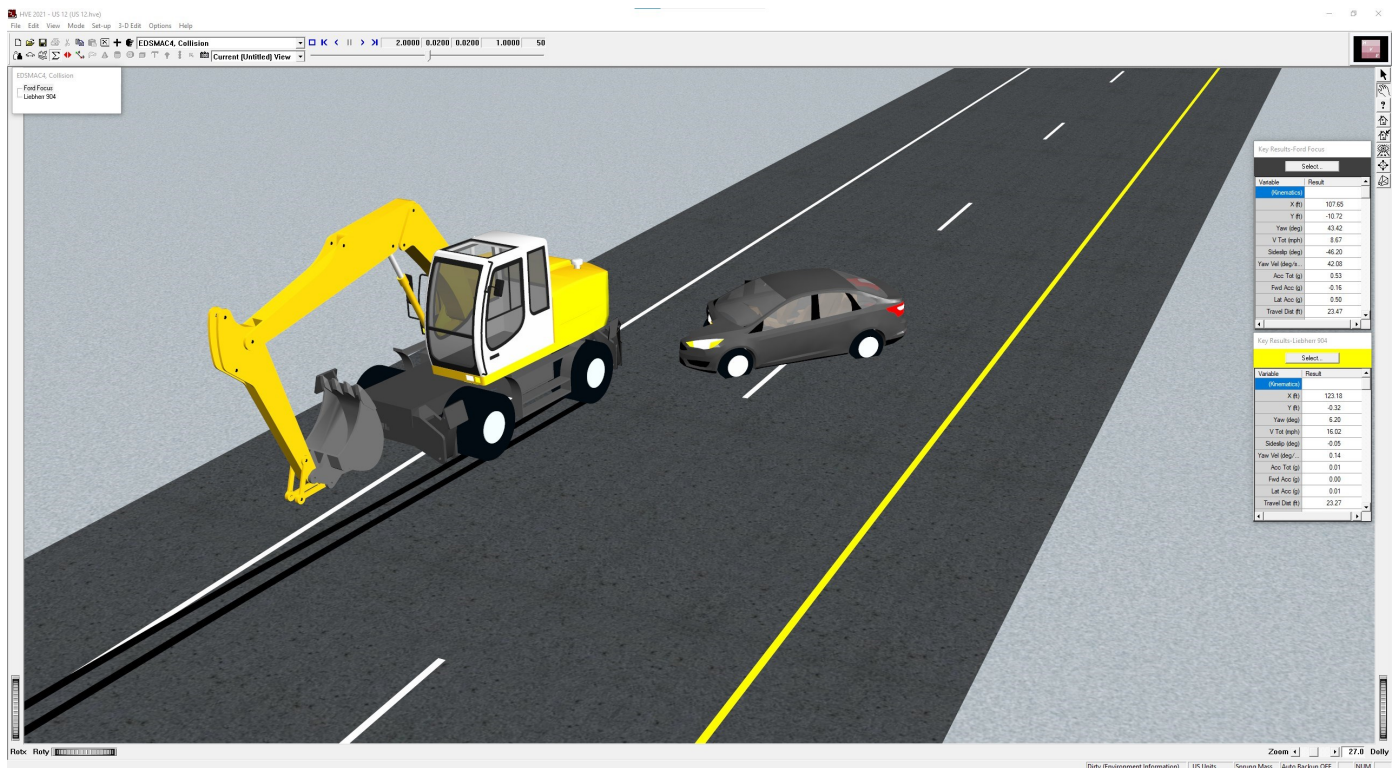 HVE 2021 - US 12 (US 12.hve)
File Edit View Mode Set-up 3-D Edit Options Help
EDSMAC4, Collision 2.0000 0.0200 0.0200 1.0000 50
Current (Untitled) View
EDSMAC4, Collision
Ford Focus
Liebherr 904
Key Results-Ford Focus
Select...
Variable Result
(Kinematics)
X (ft) 107.65
Y (ft) -10.72
Yaw (deg) 43.42
V Tot (mph) 8.67
Sideslip (deg) -46.20
Yaw Vel (deg/s... 42.08
Acc Tot (g) 0.53
Fwd Acc (g) -0.16
Lat Acc (g) 0.50
Travel Dist (ft) 23.47
Key Results-Liebherr 904
Select...
Variable Result
(Kinematics)
X (ft) 123.18
Y (ft) -0.32
Yaw (deg) 6.20
V Tot (mph) 16.02
Sideslip (deg) -0.05
Yaw Vel (deg/... 0.14
Acc Tot (g) 0.01
Fwd Acc (g) 0.00
Lat Acc (g) 0.01
Travel Dist (ft) 23.27
Rotx Roty Zoom 27.0 Dolly
Dirty (Environment Information) US Units Sprung Mass Auto Backup OFF NUM